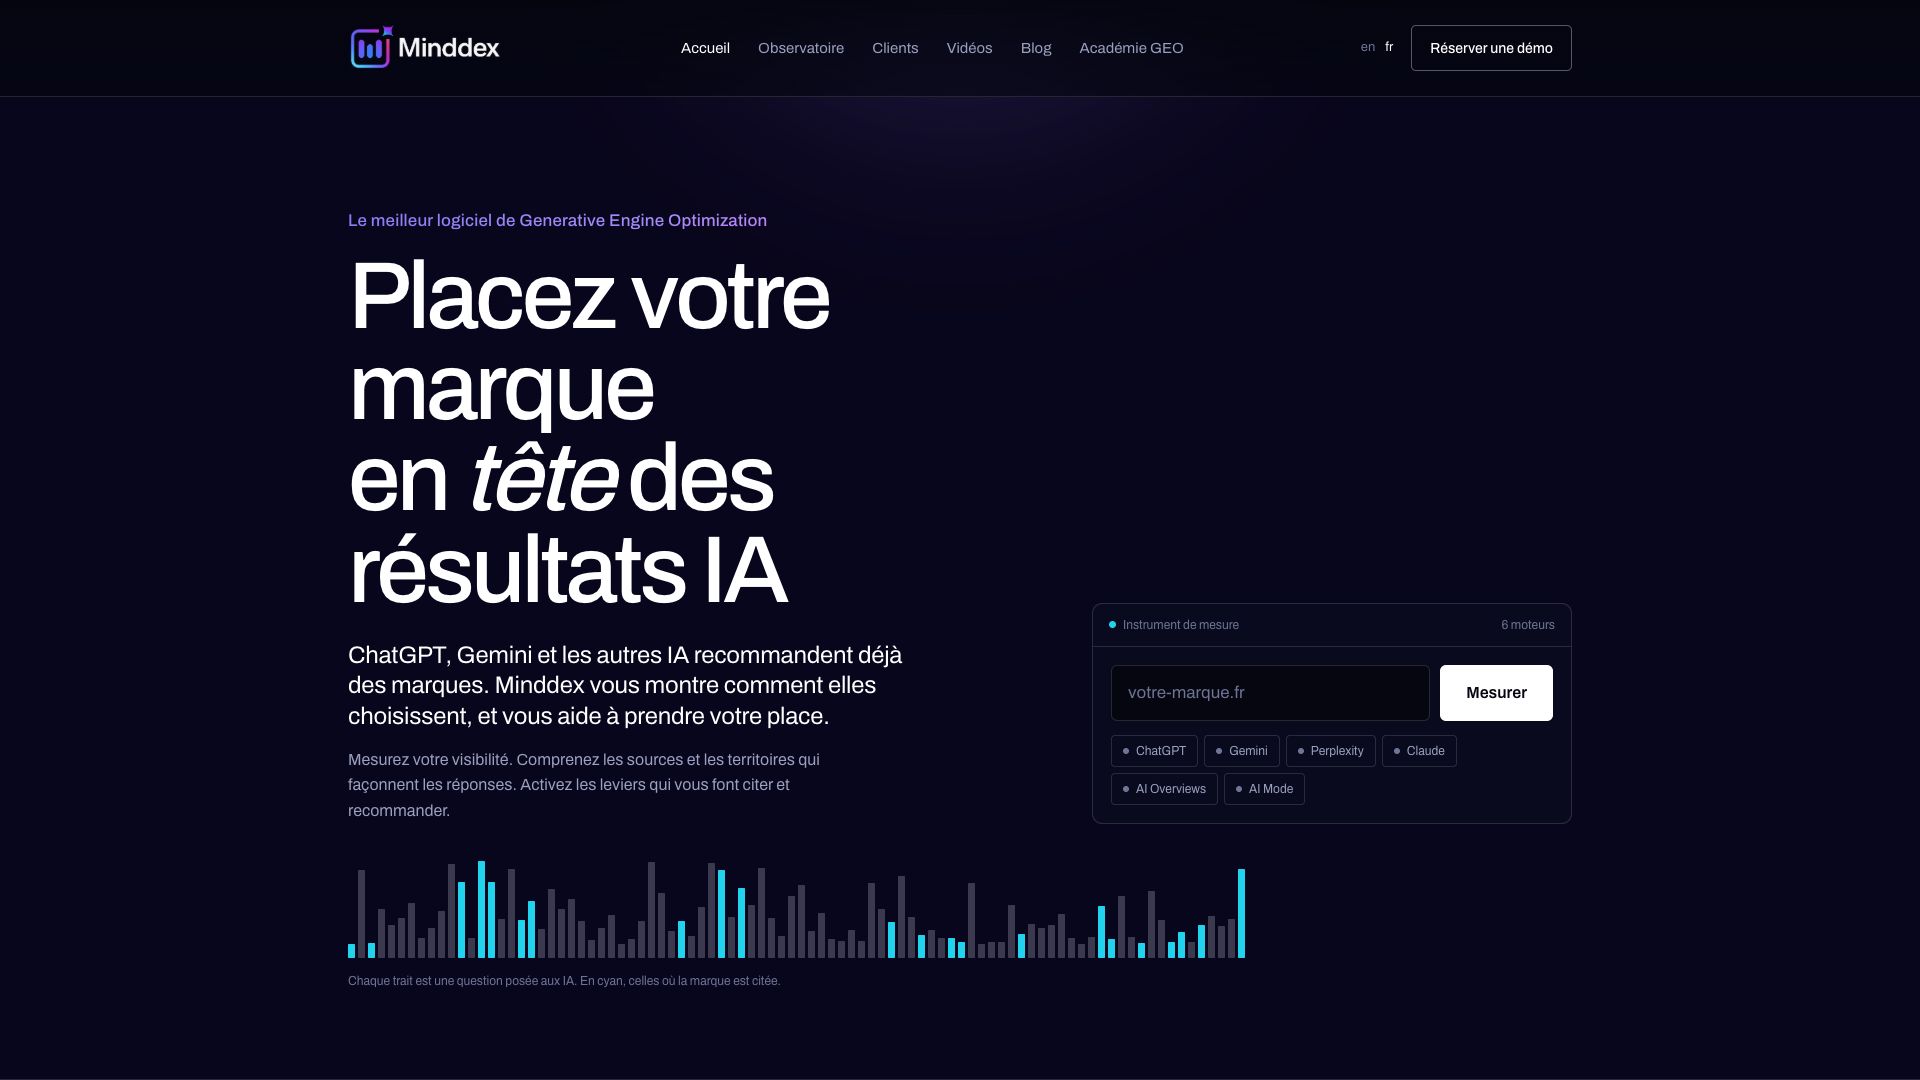 Minddex
Accueil
Observatoire
Clients
Vidéos
Blog
Académie GEO
en
fr
Réserver une démo
Le meilleur logiciel de Generative Engine Optimization
Placez votre
marque
en tête des
résultats IA
ChatGPT, Gemini et les autres IA recommandent déjà
des marques. Minddex vous montre comment elles
choisissent, et vous aide à prendre votre place.
Mesurez votre visibilité. Comprenez les sources et les territoires qui
façonnent les réponses. Activez les leviers qui vous font citer et
recommander.
Instrument de mesure
6 moteurs
votre-marque.fr
Mesurer
ChatGPT
Gemini
Perplexity
Claude
AI Overviews
AI Mode
Chaque trait est une question posée aux IA. En cyan, celles où la marque est citée.